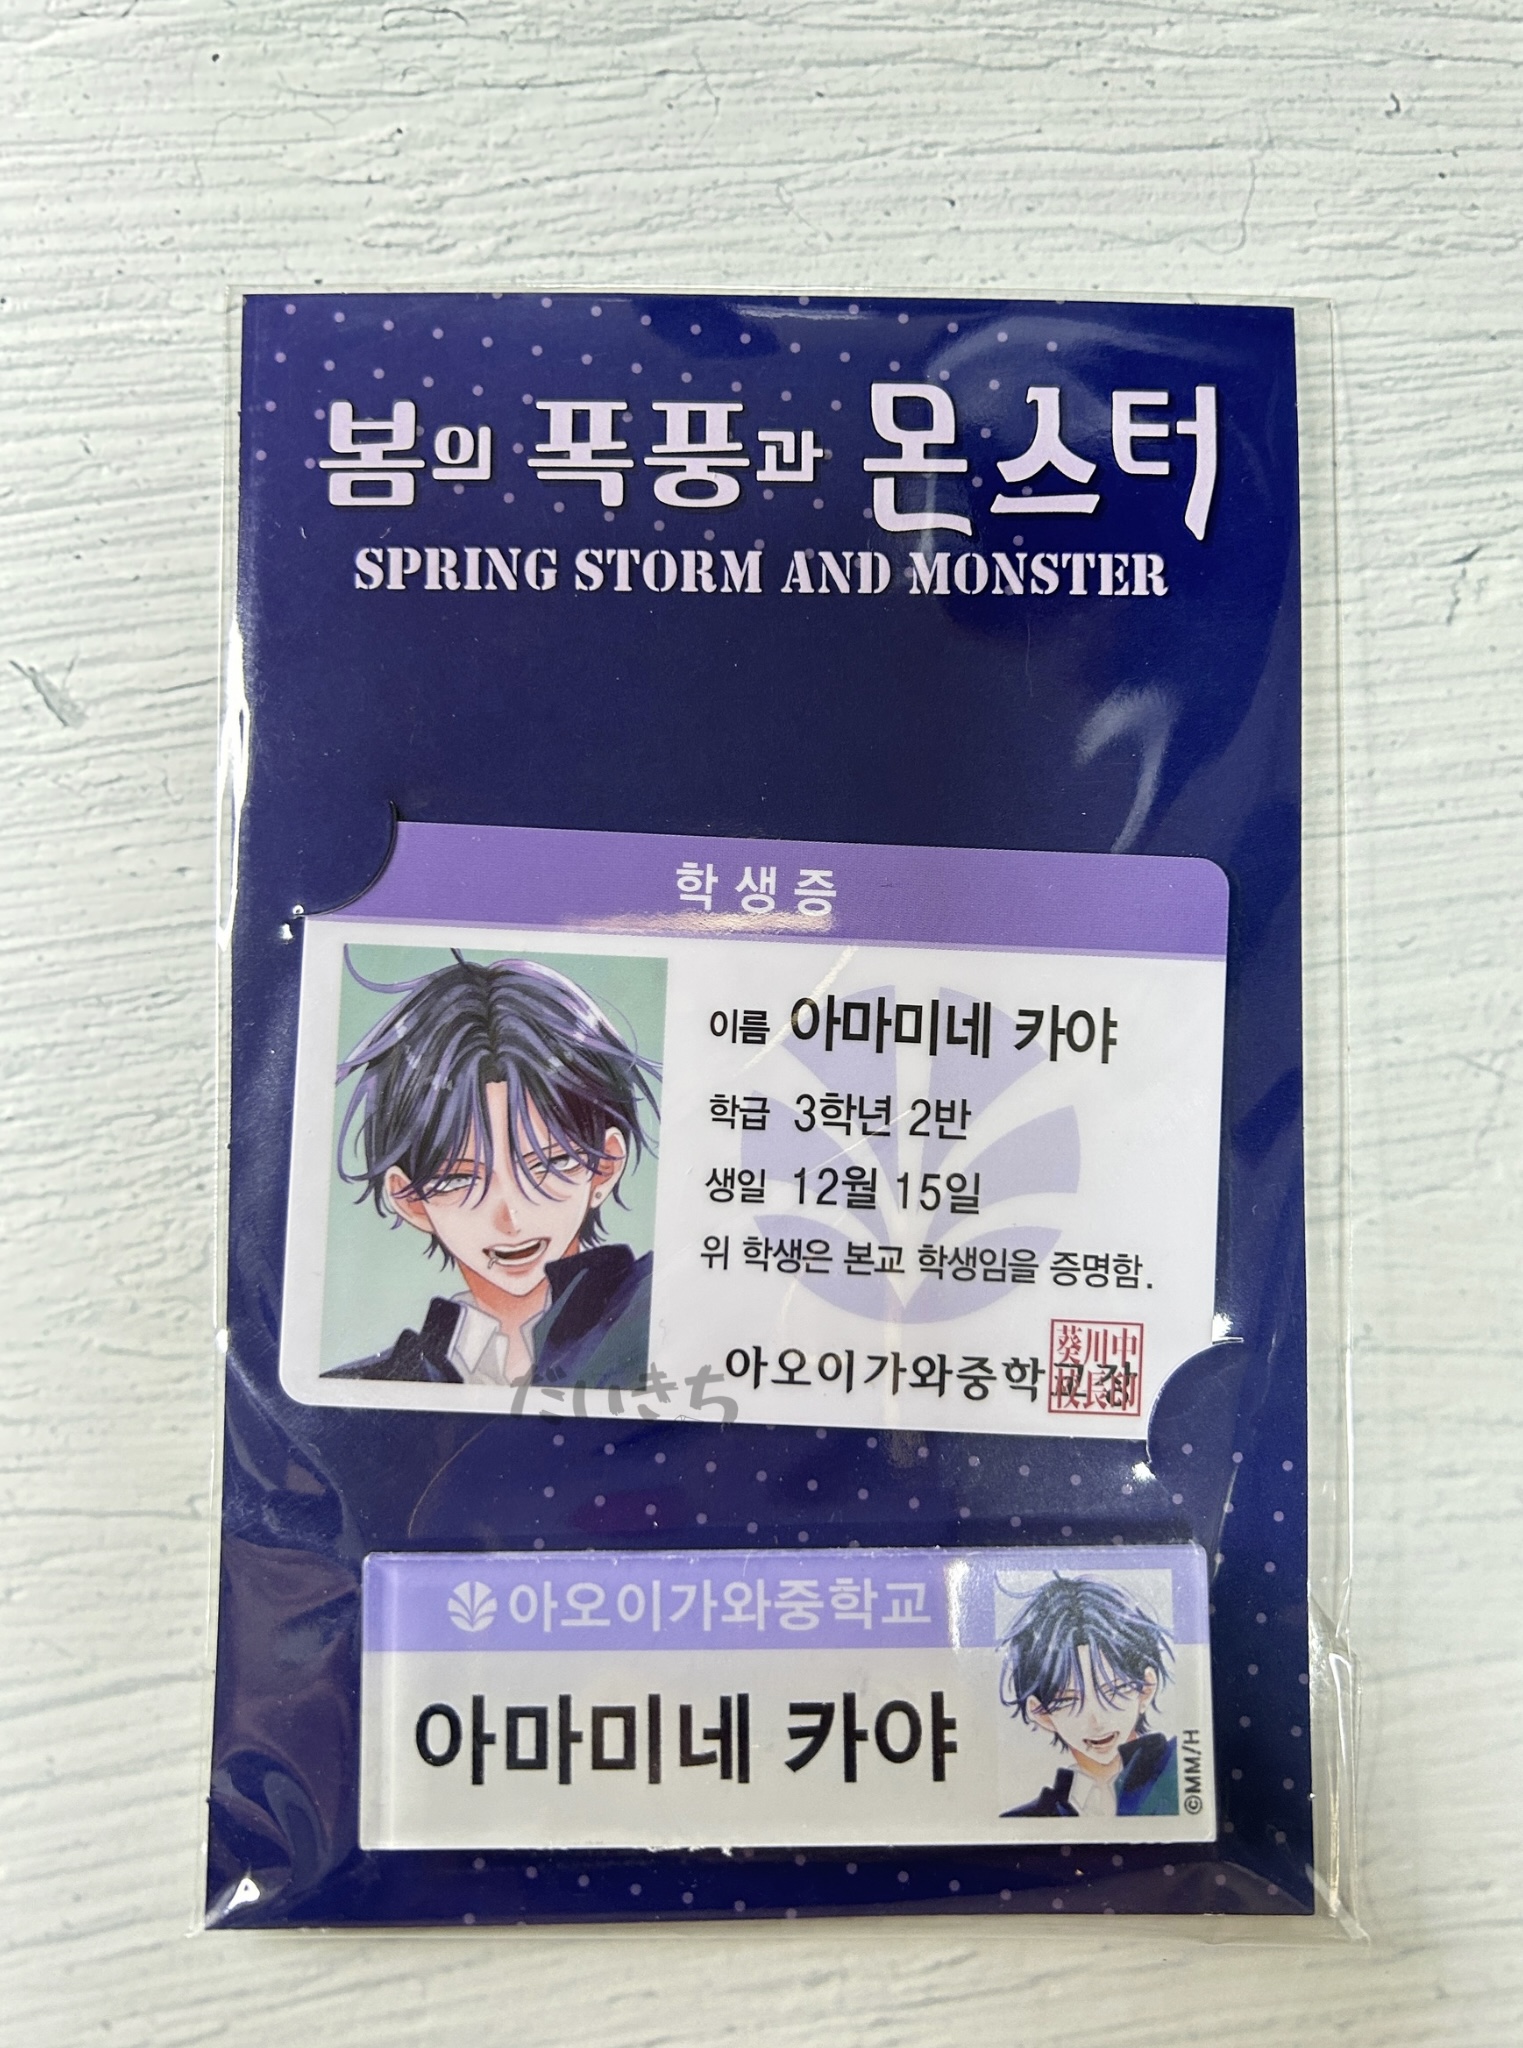 봄의 폭풍과 몬스터
SPRING STORM AND MONSTER
학생증
이름 아마미네 카야
학급 3학년 2반
생일 12월 15일
위 학생은 본교 학생임을 증명함.
아오이가와중학교장
葵川中
校長印
だいきち
아오이가와중학교
아마미네 카야
©MM/H